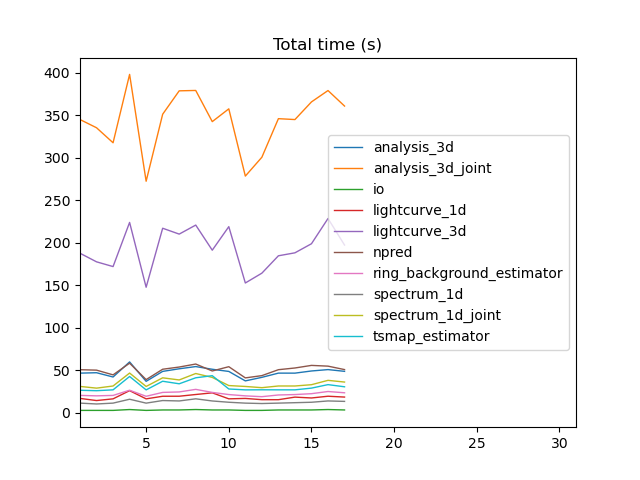 Total time (s)
400
350
300
250
200
150
100
50
0
analysis_3d
analysis_3d_joint
io
lightcurve_1d
lightcurve_3d
npred
ring_background_estimator
spectrum_1d
spectrum_1d_joint
tsmap_estimator
5 10 15 20 25 30